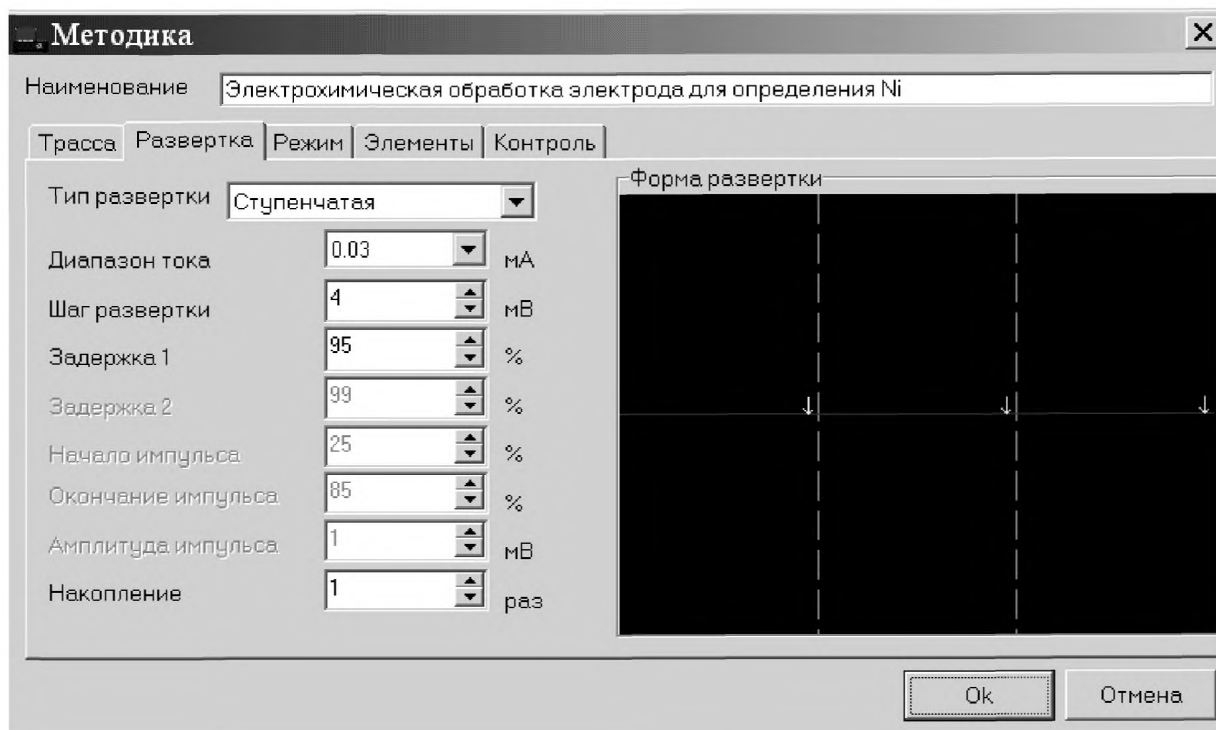 Методика
Наименование Электрохимическая обработка электрода для определения Ni
Трасса Развертка Режим Элементы Контроль
Тип развертки Ступенчатая
Диапазон тока 0.03 мА
Шаг развертки 4 мВ
Задержка 1 95 %
Задержка 2 99 %
Начало импульса 25 %
Окончание импульса 85 %
Амплитуда импульса 1 мВ
Накопление 1 раз
Форма развертки
Ok Отмена